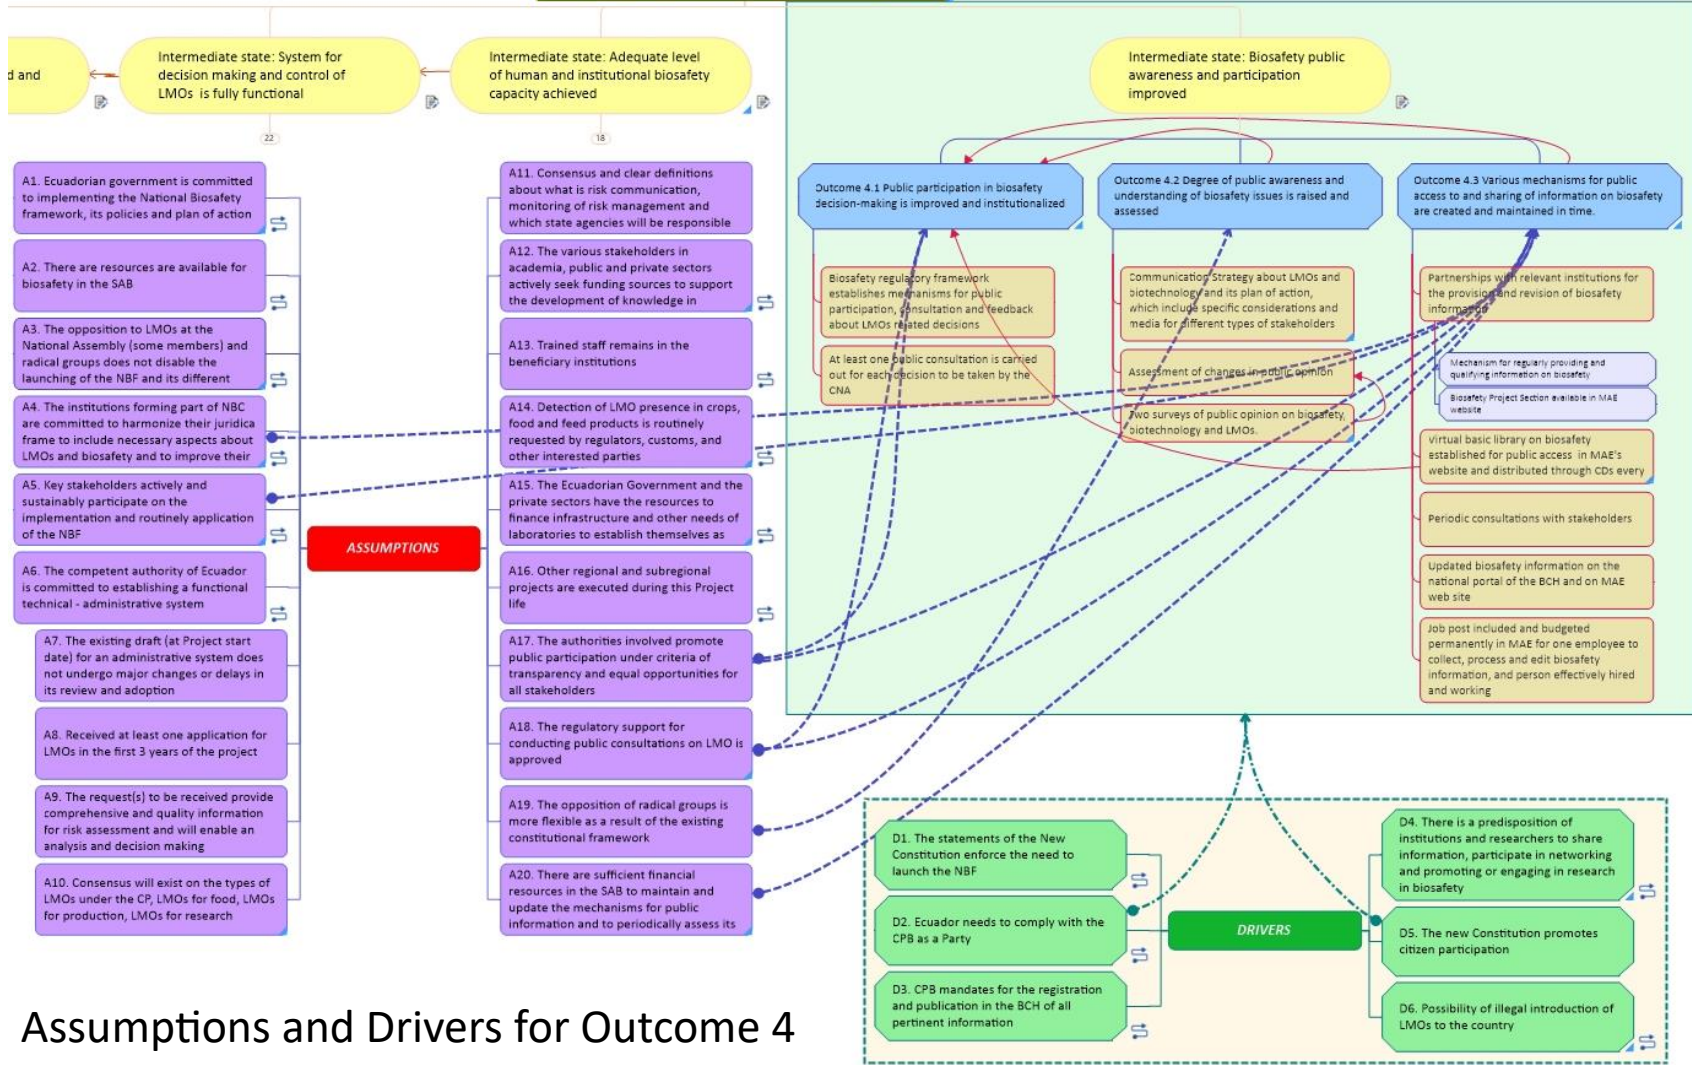 d and
Intermediate state: System for
decision making and control of
LMOs is fully functional
Intermediate state: Adequate level
of human and institutional biosafety
capacity achieved
Intermediate state: Biosafety public
awareness and participation
improved
22
18
A1. Ecuadorian government is committed
to implementing the National Biosafety
framework, its policies and plan of action
A2. There are resources are available for
biosafety in the SAB
A3. The opposition to LMOs at the
National Assembly (some members) and
radical groups does not disable the
launching of the NBF and its different
A4. The institutions forming part of NBC
are committed to harmonize their juridica
frame to include necessary aspects about
LMOs and biosafety and to improve their
A5. Key stakeholders actively and
sustainably participate on the
implementation and routinely application
of the NBF
A6. The competent authority of Ecuador
is committed to establishing a functional
technical - administrative system
A7. The existing draft (at Project start
date) for an administrative system does
not undergo major changes or delays in
its review and adoption
A8. Received at least one application for
LMOs in the first 3 years of the project
A9. The request(s) to be received provide
comprehensive and quality information
for risk assessment and will enable an
analysis and decision making
A10. Consensus will exist on the types of
LMOs under the CP, LMOs for food, LMOs
for production, LMOs for research
ASSUMPTIONS
A11. Consensus and clear definitions
about what is risk communication,
monitoring of risk management and
which state agencies will be responsible
A12. The various stakeholders in
academia, public and private sectors
actively seek funding sources to support
the development of knowledge in
A13. Trained staff remains in the
beneficiary institutions
A14. Detection of LMO presence in crops,
food and feed products is routinely
requested by regulators, customs, and
other interested parties
A15. The Ecuadorian Government and the
private sectors have the resources to
finance infrastructure and other needs of
laboratories to establish themselves as
A16. Other regional and subregional
projects are executed during this Project
life
A17. The authorities involved promote
public participation under criteria of
transparency and equal opportunities for
all stakeholders
A18. The regulatory support for
conducting public consultations on LMO is
approved
A19. The opposition of radical groups is
more flexible as a result of the existing
constitutional framework
A20. There are sufficient financial
resources in the SAB to maintain and
update the mechanisms for public
information and to periodically assess its
Outcome 4.1 Public participation in biosafety
decision-making is improved and institutionalized
Biosafety regulatory framework
establishes mechanisms for public
participation, consultation and feedback
about LMOs related decisions
At least one public consultation is carried
out for each decision to be taken by the
CNA
Outcome 4.2 Degree of public awareness and
understanding of biosafety issues is raised and
assessed
Communication Strategy about LMOs and
biotechnology and its plan of action,
which include specific considerations and
media for different types of stakeholders
Assessment of changes in public opinion
Two surveys of public opinion on biosafety,
biotechnology and LMOs.
Outcome 4.3 Various mechanisms for public
access to and sharing of information on biosafety
are created and maintained in time.
Partnerships with relevant institutions for
the provision and revision of biosafety
information
Mechanism for regularly providing and
qualifying information on biosafety
Biosafety Project Section available in MAE
website
Virtual basic library on biosafety
established for public access in MAE's
website and distributed through CDs every
Periodic consultations with stakeholders
Updated biosafety information on the
national portal of the BCH and on MAE
web site
Job post included and budgeted
permanently in MAE for one employee to
collect, process and edit biosafety
information, and person effectively hired
and working
D1. The statements of the New
Constitution enforce the need to
launch the NBF
D2. Ecuador needs to comply with the
CPB as a Party
D3. CPB mandates for the registration
and publication in the BCH of all
pertinent information
DRIVERS
D4. There is a predisposition of
institutions and researchers to share
information, participate in networking
and promoting or engaging in research
in biosafety
D5. The new Constitution promotes
citizen participation
D6. Possibility of illegal introduction of
LMOs to the country
Assumptions and Drivers for Outcome 4